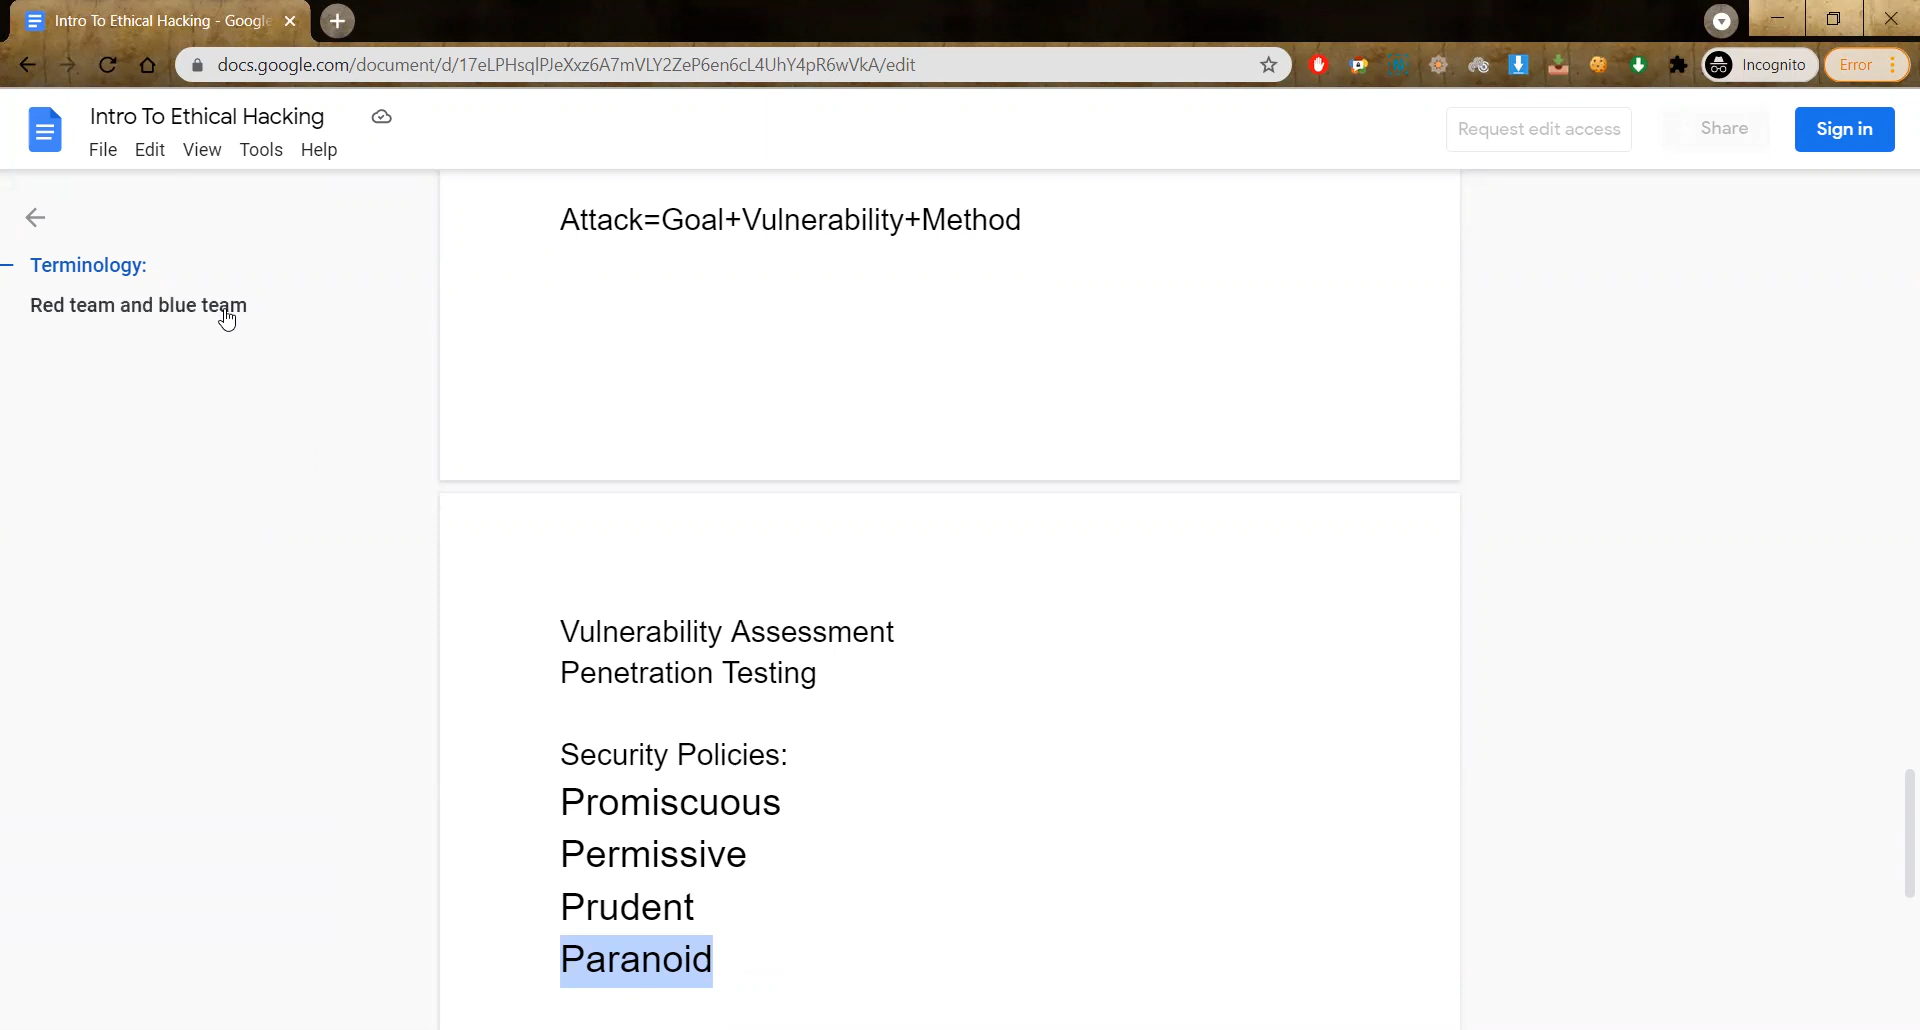 Intro To Ethical Hacking - Google
docs.google.com/document/d/17eLPHsqlPJeXxz6A7mVLY2ZeP6en6cL4UhY4pR6wVkA/edit
Incognito
Error
Intro To Ethical Hacking
File Edit View Tools Help
Request edit access
Share
Sign in
Terminology:
Red team and blue team
Attack=Goal+Vulnerability+Method
Vulnerability Assessment
Penetration Testing
Security Policies:
Promiscuous
Permissive
Prudent
Paranoid